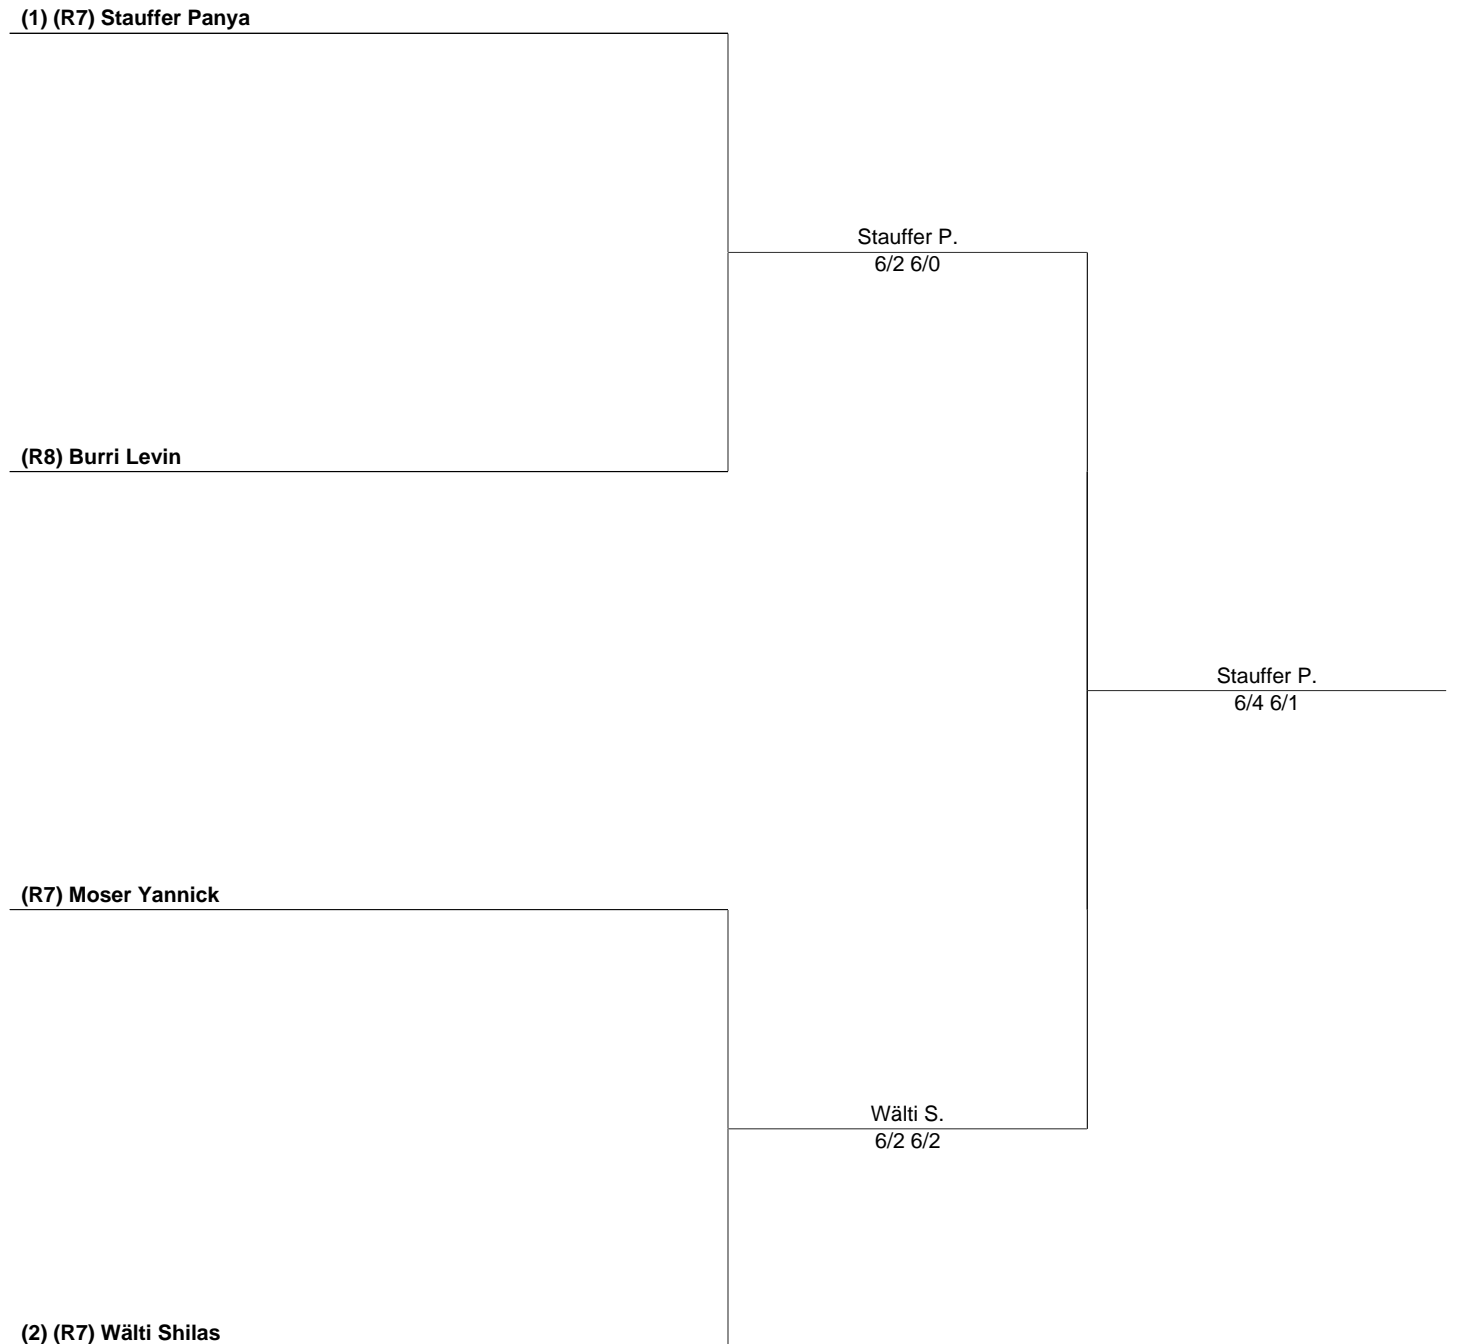 (1) (R7) Stauffer Panya
Stauffer P.
6/2 6/0
(R8) Burri Levin
Stauffer P.
6/4 6/1
(R7) Moser Yannick
Wälti S.
6/2 6/2
(2) (R7) Wälti Shilas